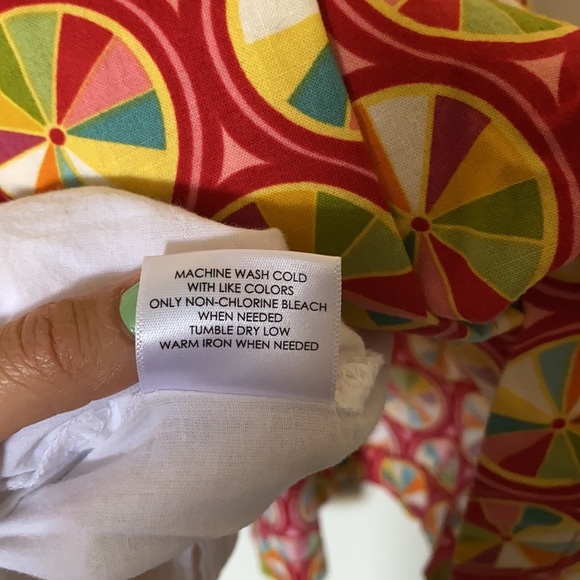 MACHINE WASH COLD
WITH LIKE COLORS
ONLY NON-CHLORINE BLEACH
WHEN NEEDED
TUMBLE DRY LOW
WARM IRON WHEN NEEDED